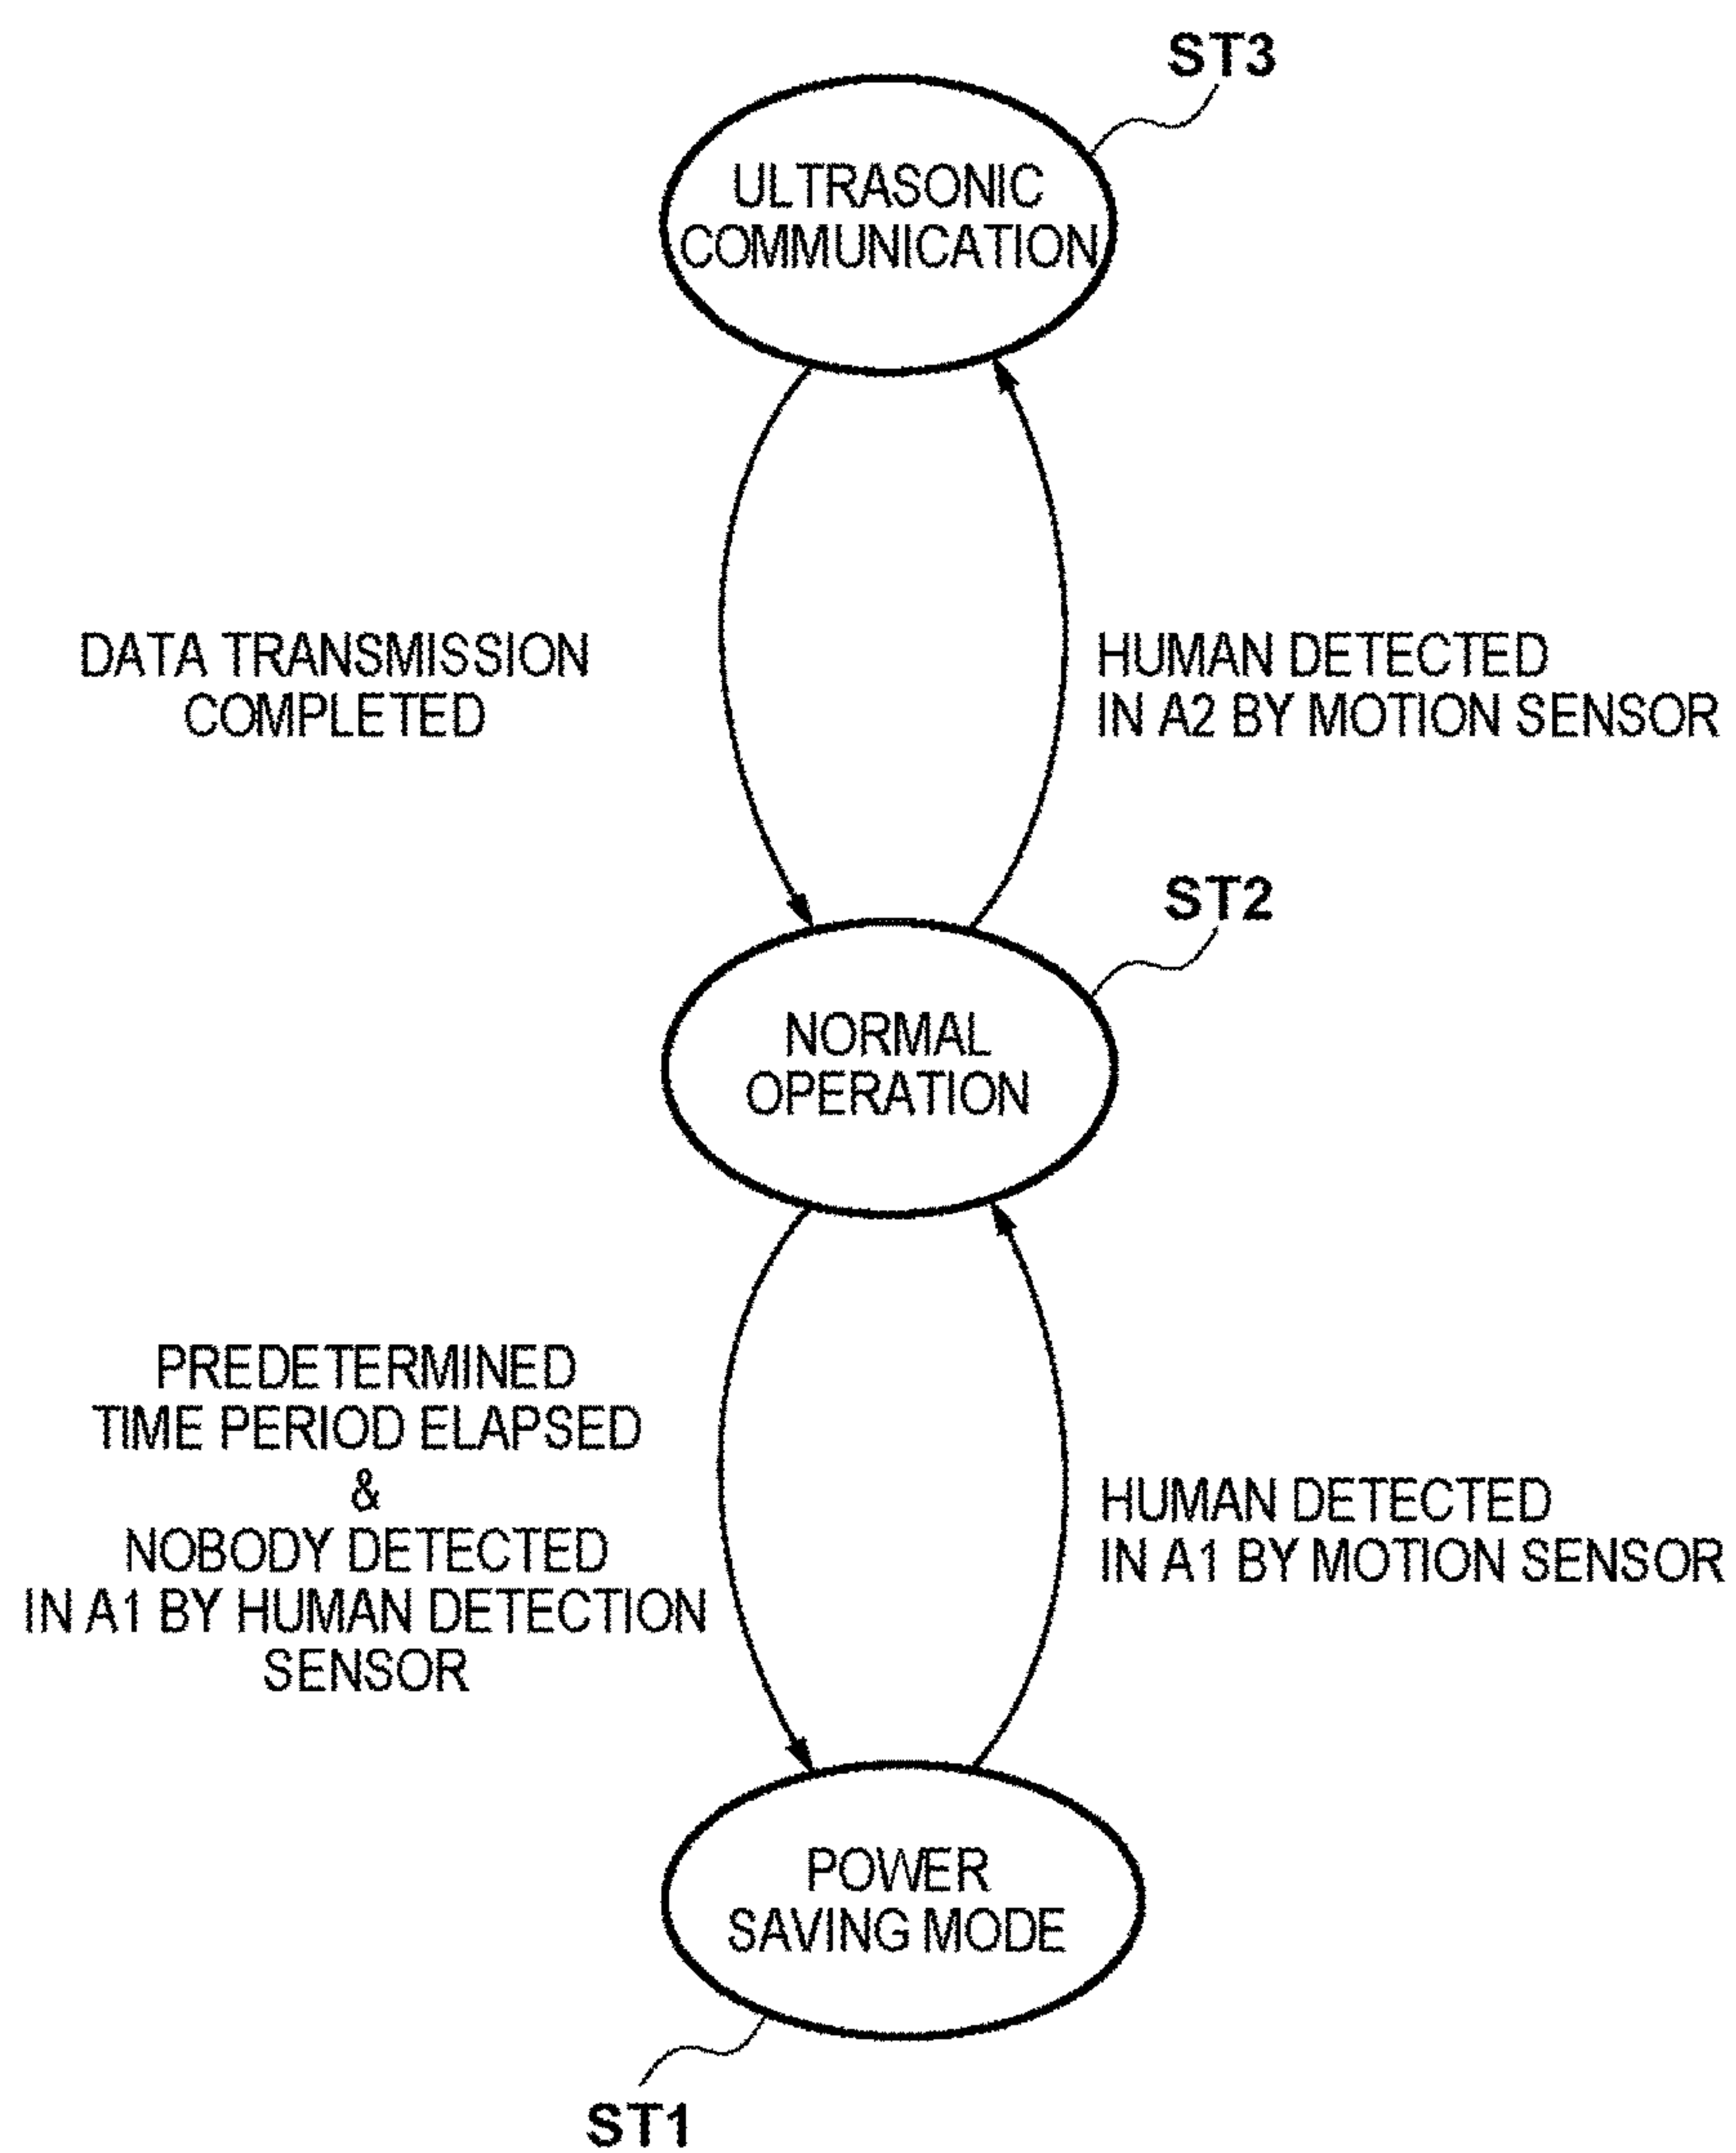 ST3
ULTRASONIC
COMMUNICATION
DATA TRANSMISSION
COMPLETED
HUMAN DETECTED
IN A2 BY MOTION SENSOR
ST2
NORMAL
OPERATION
PREDETERMINED
TIME PERIOD ELAPSED
&
NOBODY DETECTED
IN A1 BY HUMAN DETECTION
SENSOR
HUMAN DETECTED
IN A1 BY MOTION SENSOR
POWER
SAVING MODE
ST1